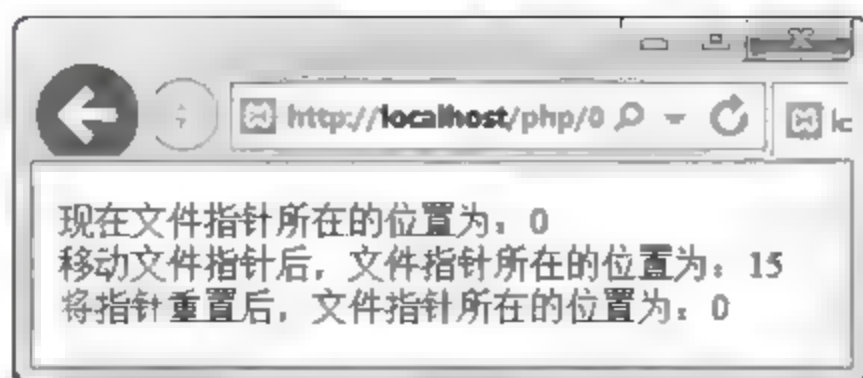 http://localhost/php/0
lc
现在文件指针所在的位置为：0
移动文件指针后，文件指针所在的位置为：15
将指针重置后，文件指针所在的位置为：0